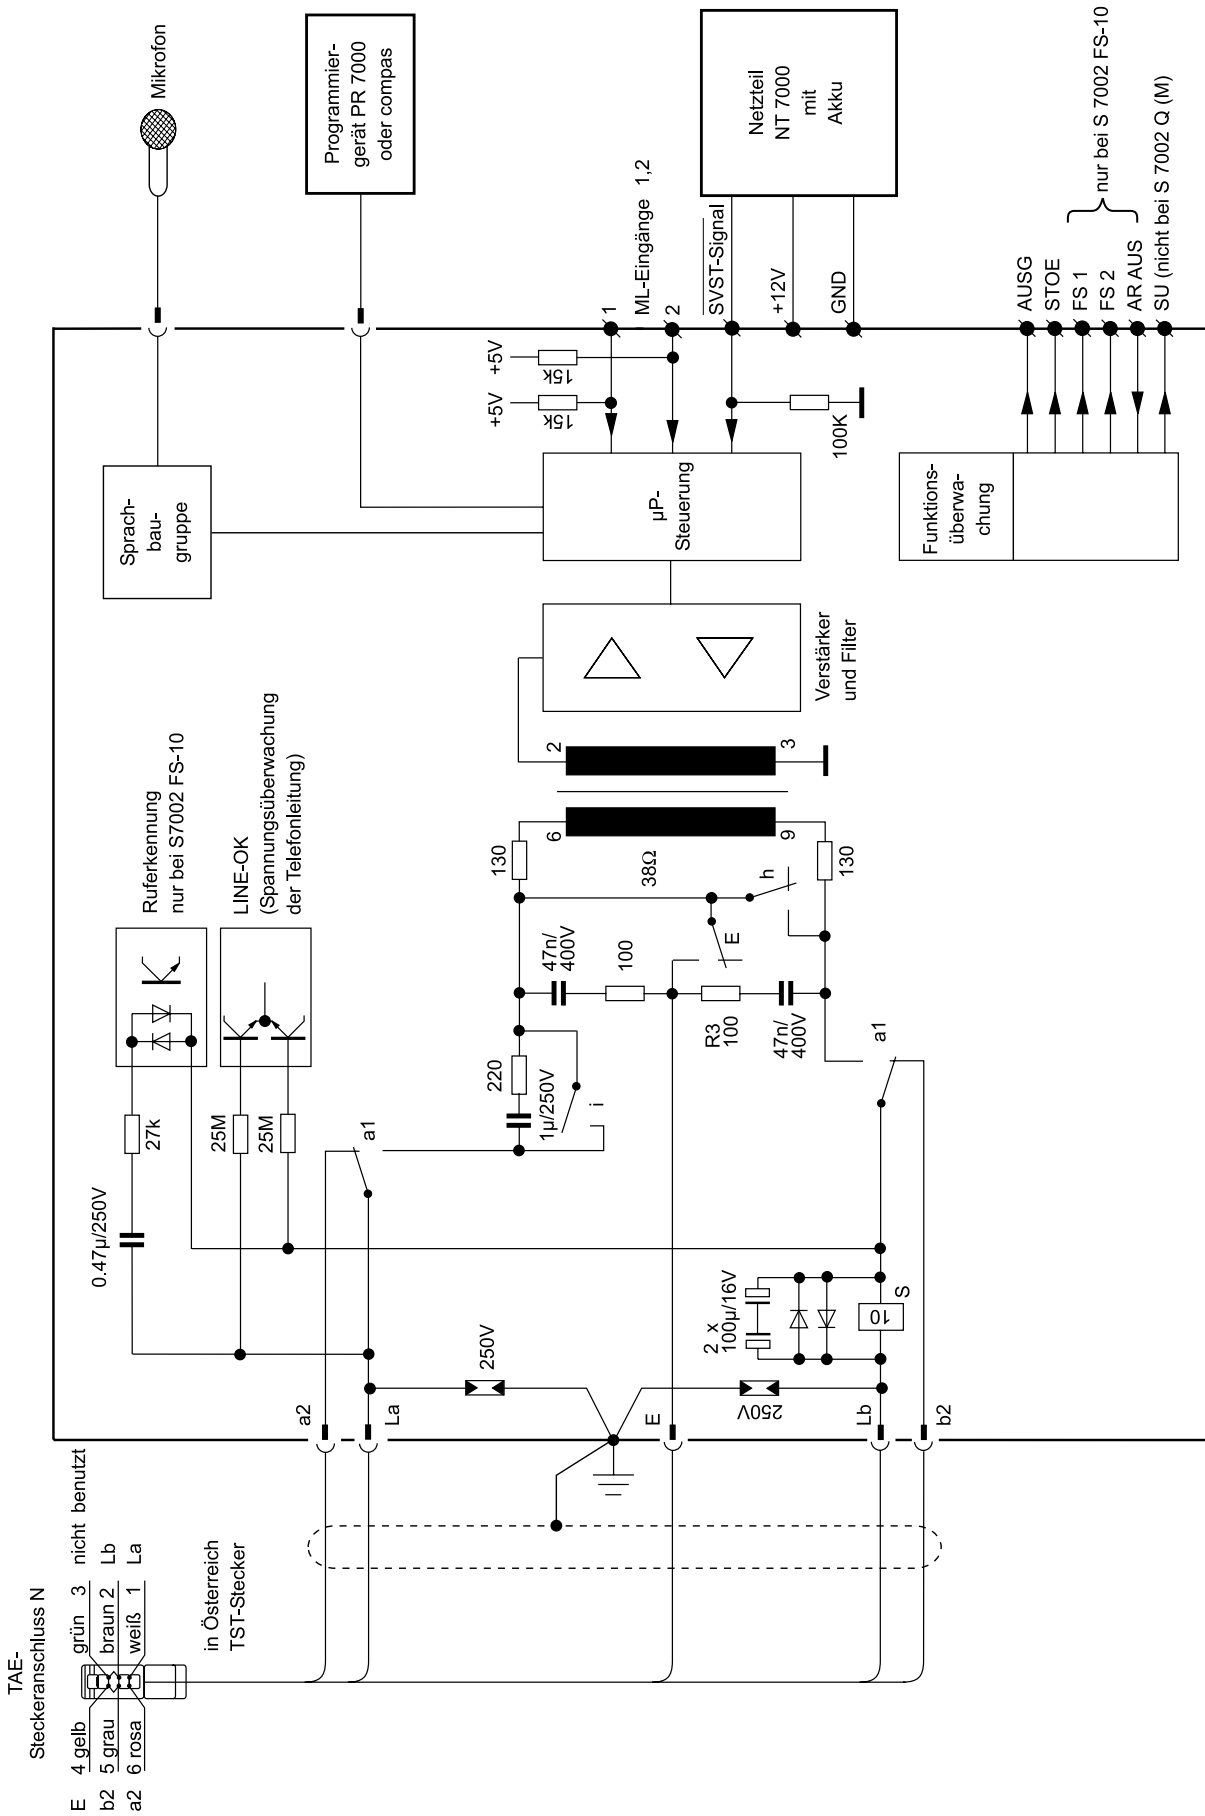 TAE-
Steckeranschluss N
E 4 gelb
b2 5 grau
a2 6 rosa
grün 3 nicht benutzt
braun 2 Lb
weiß 1 La
in Österreich
TST-Stecker
a2
La
E
Lb
b2
250V
250V
2 x
100µ/16V
10
S
0.47µ/250V
27k
25M
25M
Ruferkennung
nur bei S7002 FS-10
LINE-OK
(Spannungsüberwachung
der Telefonleitung)
a1
a1
220
1µ/250V
i
47n/
400V
100
R3
100
47n/
400V
E
h
130
130
38Ω
6
9
2
3
Verstärker
und Filter
µP-
Steuerung
Sprach-
bau-
gruppe
Mikrofon
Programmier-
gerät PR 7000
oder compas
+5V
15k
+5V
15k
1
ML-Eingänge 1,2
2
SVST-Signal
+12V
GND
100K
Netzteil
NT 7000
mit
Akku
Funktions-
überwa-
chung
AUSG
STOE
FS 1
FS 2
AR AUS
SU (nicht bei S 7002 Q (M)
nur bei S 7002 FS-10